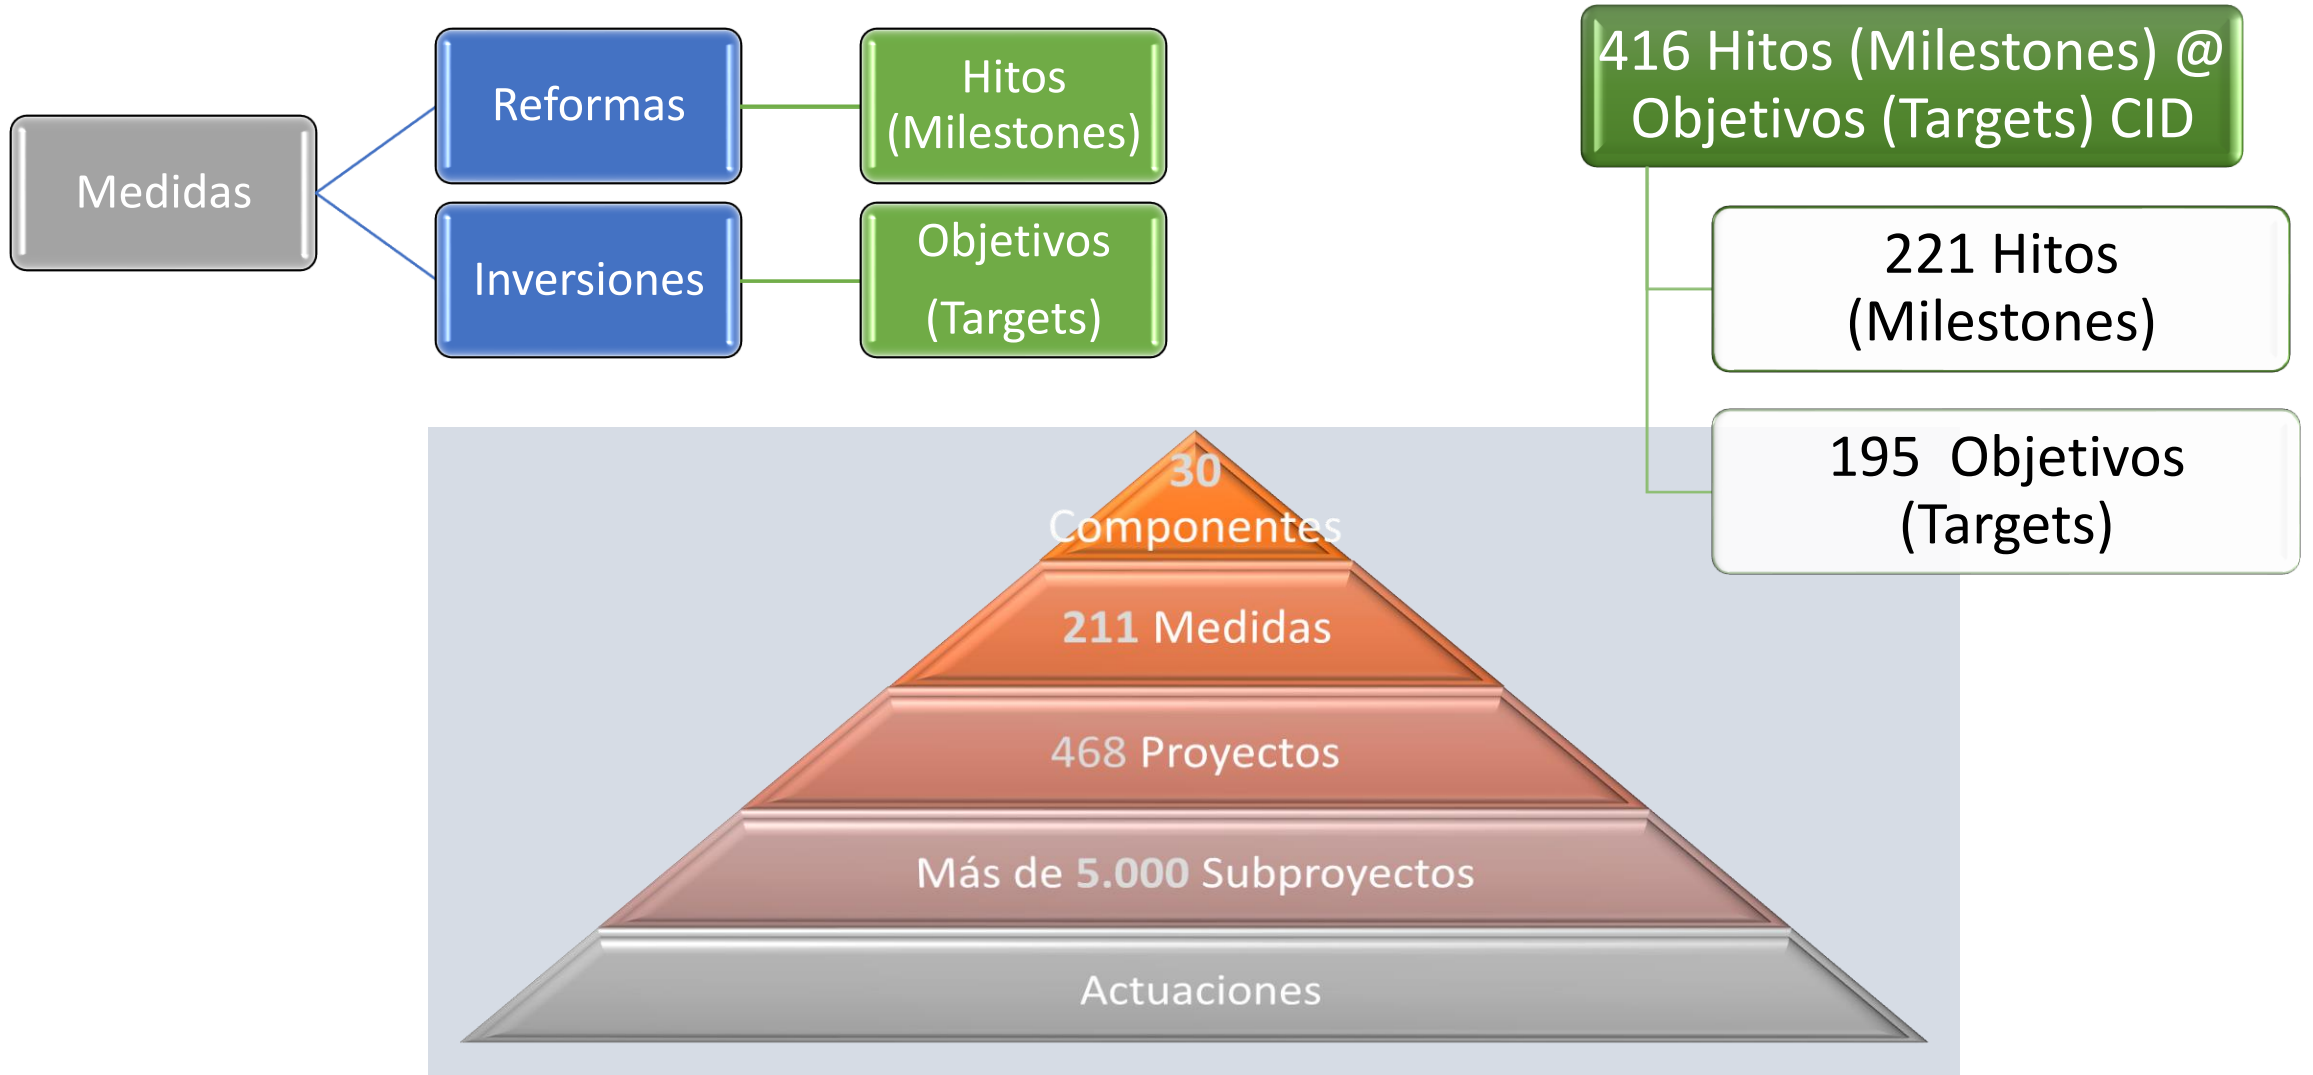 Medidas
Reformas
Inversiones
Hitos
(Milestones)
Objetivos
(Targets)
416 Hitos (Milestones) @
Objetivos (Targets) CID
221 Hitos
(Milestones)
195 Objetivos
(Targets)
30
Componentes
211 Medidas
468 Proyectos
Más de 5.000 Subproyectos
Actuaciones